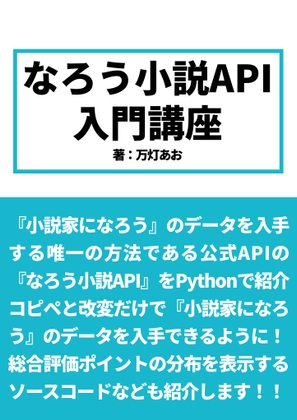 なろう小説API
入門講座
著：万灯あお
『小説家になろう』のデータを入手
する唯一の方法である公式APIの
『なろう小説API』をPythonで紹介
コピペと改変だけで『小説家になろ
う』のデータを入手できるように！
総合評価ポイントの分布を表示する
ソースコードなども紹介します！！